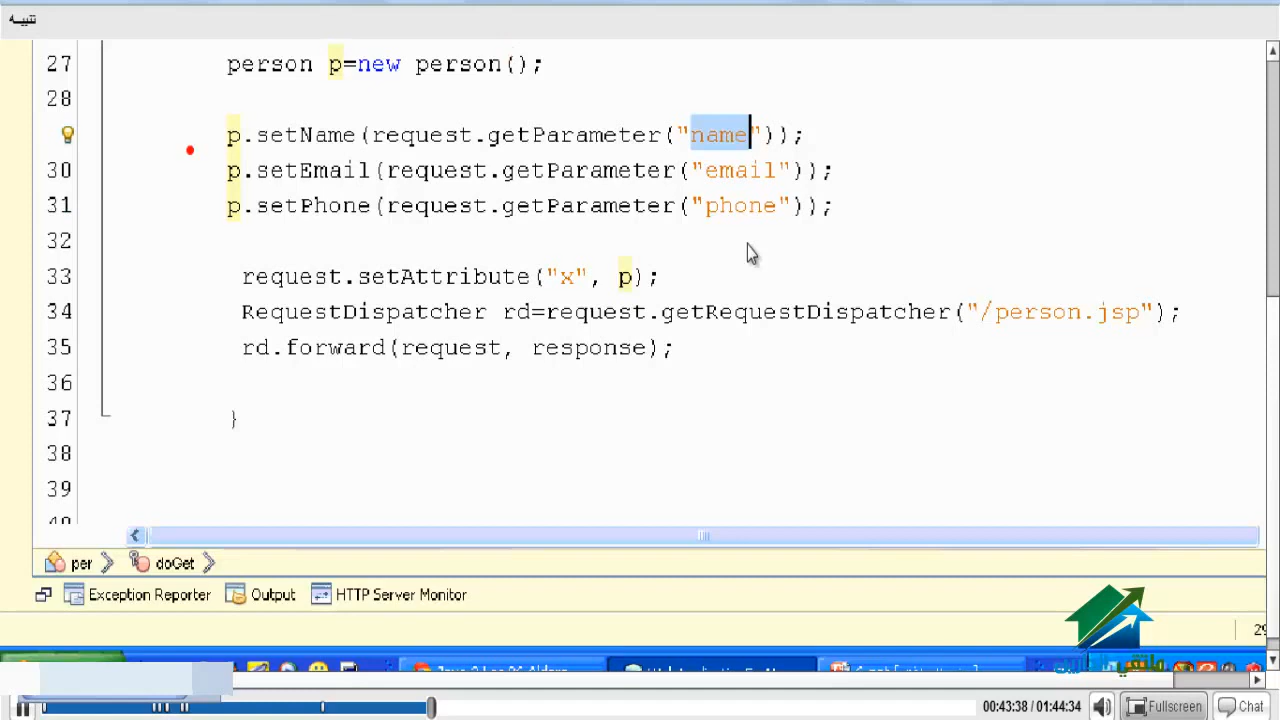 تنبيه
27 person p=new person();
28
p.setName(request.getParameter("name"));
30 p.setEmail(request.getParameter("email"));
31 p.setPhone(request.getParameter("phone"));
32
33 request.setAttribute("x", p);
34 RequestDispatcher rd=request.getRequestDispatcher("/person.jsp");
35 rd.forward(request, response);
36
37 }
38
39
per doGet
Exception Reporter Output HTTP Server Monitor
00:43:38 / 01:44:34 Fullscreen Chat